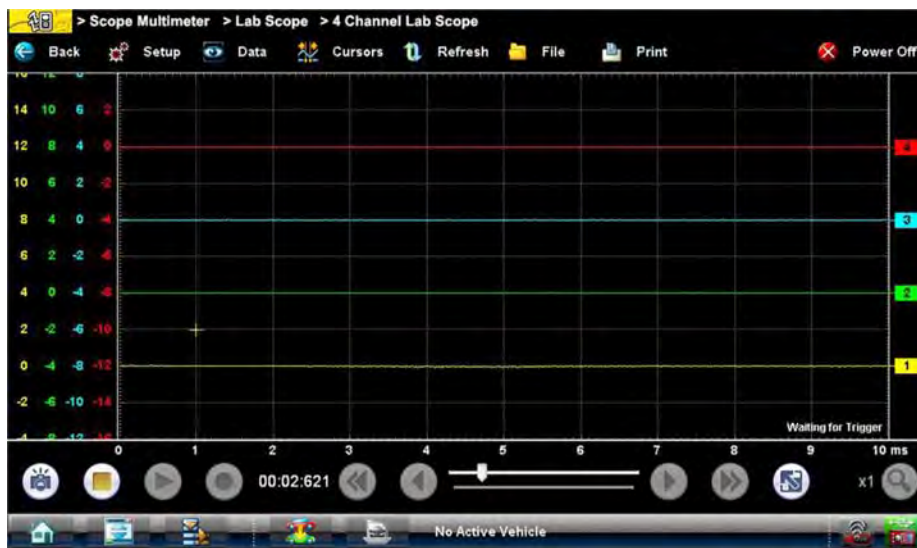 > Scope Multimeter > Lab Scope > 4 Channel Lab Scope
Back Setup Data Cursors Refresh File Print Power Off
14 10 6 2
12 8 4 0 4
10 6 2 -2
8 4 0 -4 3
6 2 -2 -6
4 0 -4 -8 2
2 -2 -6 -10
0 -4 -8 -12 1
-2 -6 -10 -14
Waiting for Trigger
0 1 2 3 4 5 6 7 8 9 10 ms
00:02:621 x1
No Active Vehicle